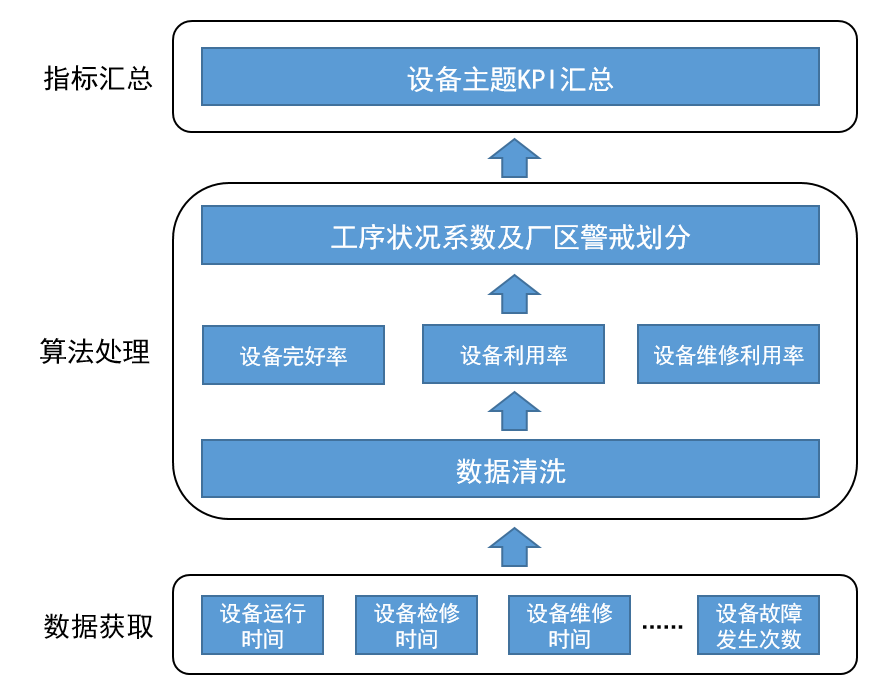 指标汇总
设备主题KPI汇总
工序状况系数及厂区警戒划分
算法处理
设备完好率
设备利用率
设备维修利用率
数据清洗
数据获取
设备运行
时间
设备检修
时间
设备维修
时间
······
设备故障
发生次数